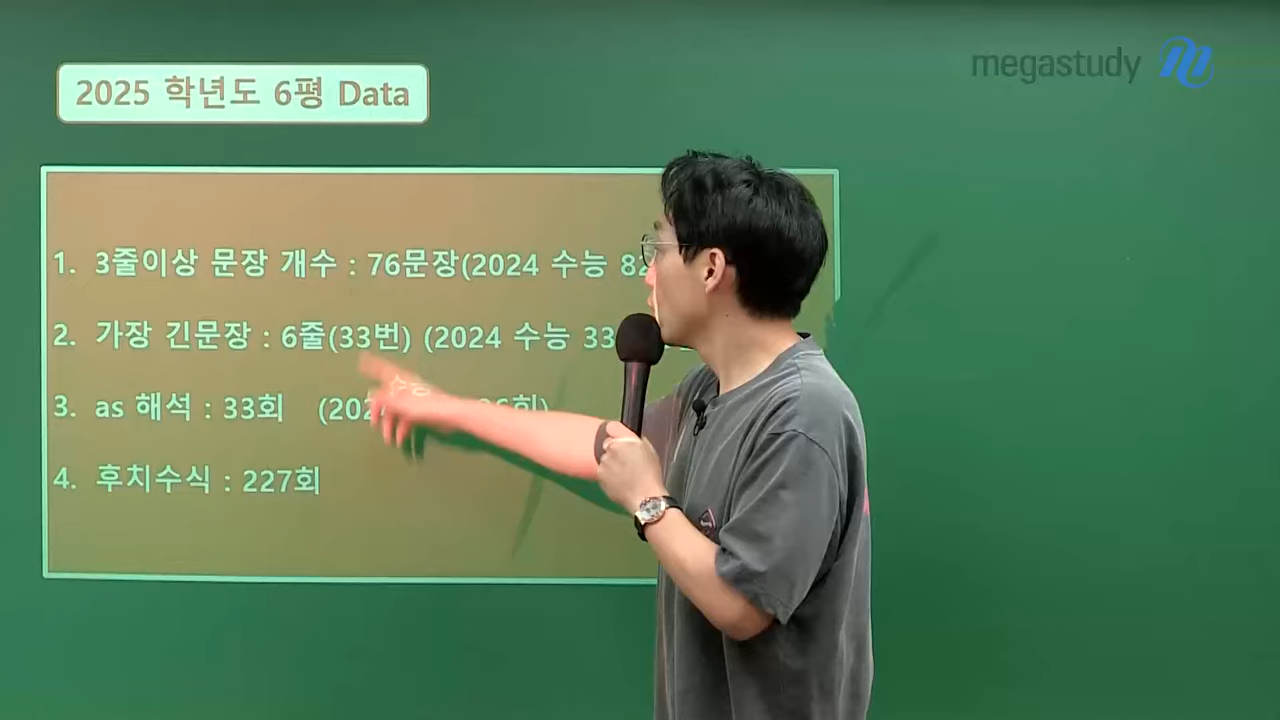 megastudy
2025 학년도 6평 Data
1. 3줄이상 문장 개수 : 76문장(2024 수능 82
2. 가장 긴문장 : 6줄(33번) (2024 수능 33
3. as 해석 : 33회 (202
4. 후치수식 : 227회